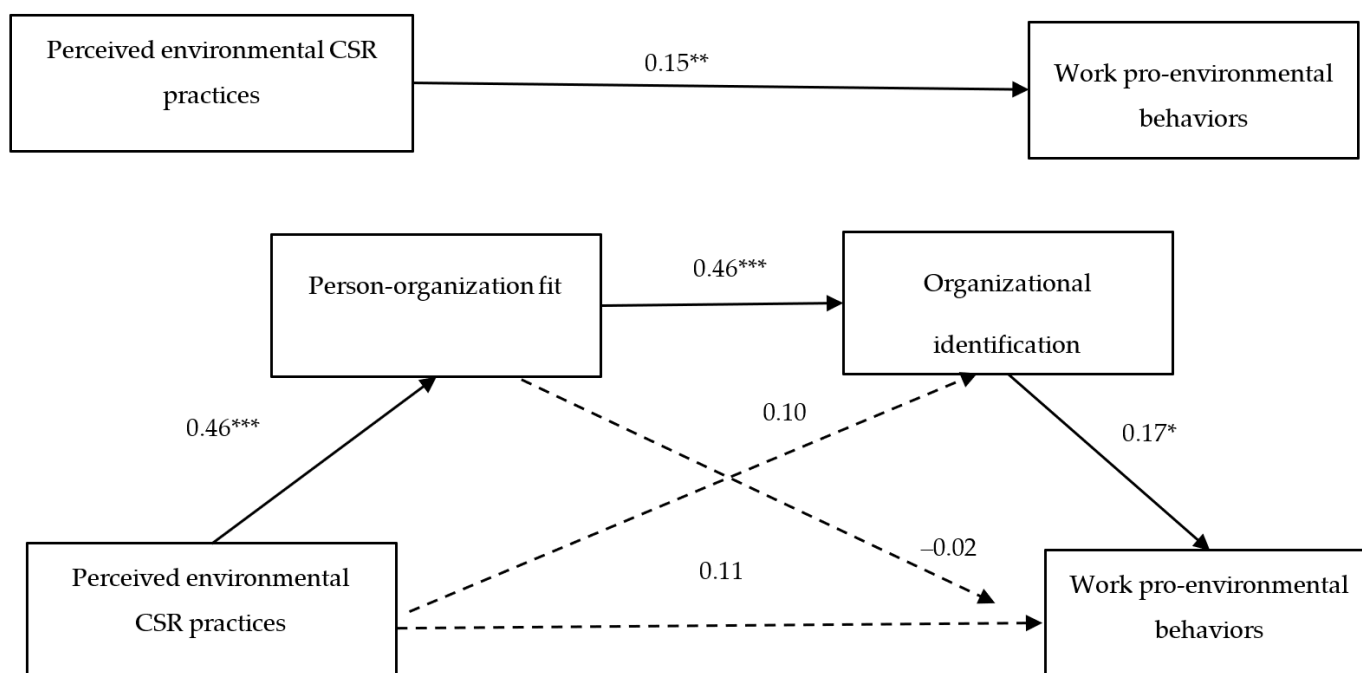 Perceived environmental CSR
practices
0.15**
Work pro-environmental
behaviors
Person-organization fit
0.46***
Organizational
identification
0.46***
0.10
0.17*
–0.02
0.11
Perceived environmental
CSR practices
Work pro-environmental
behaviors